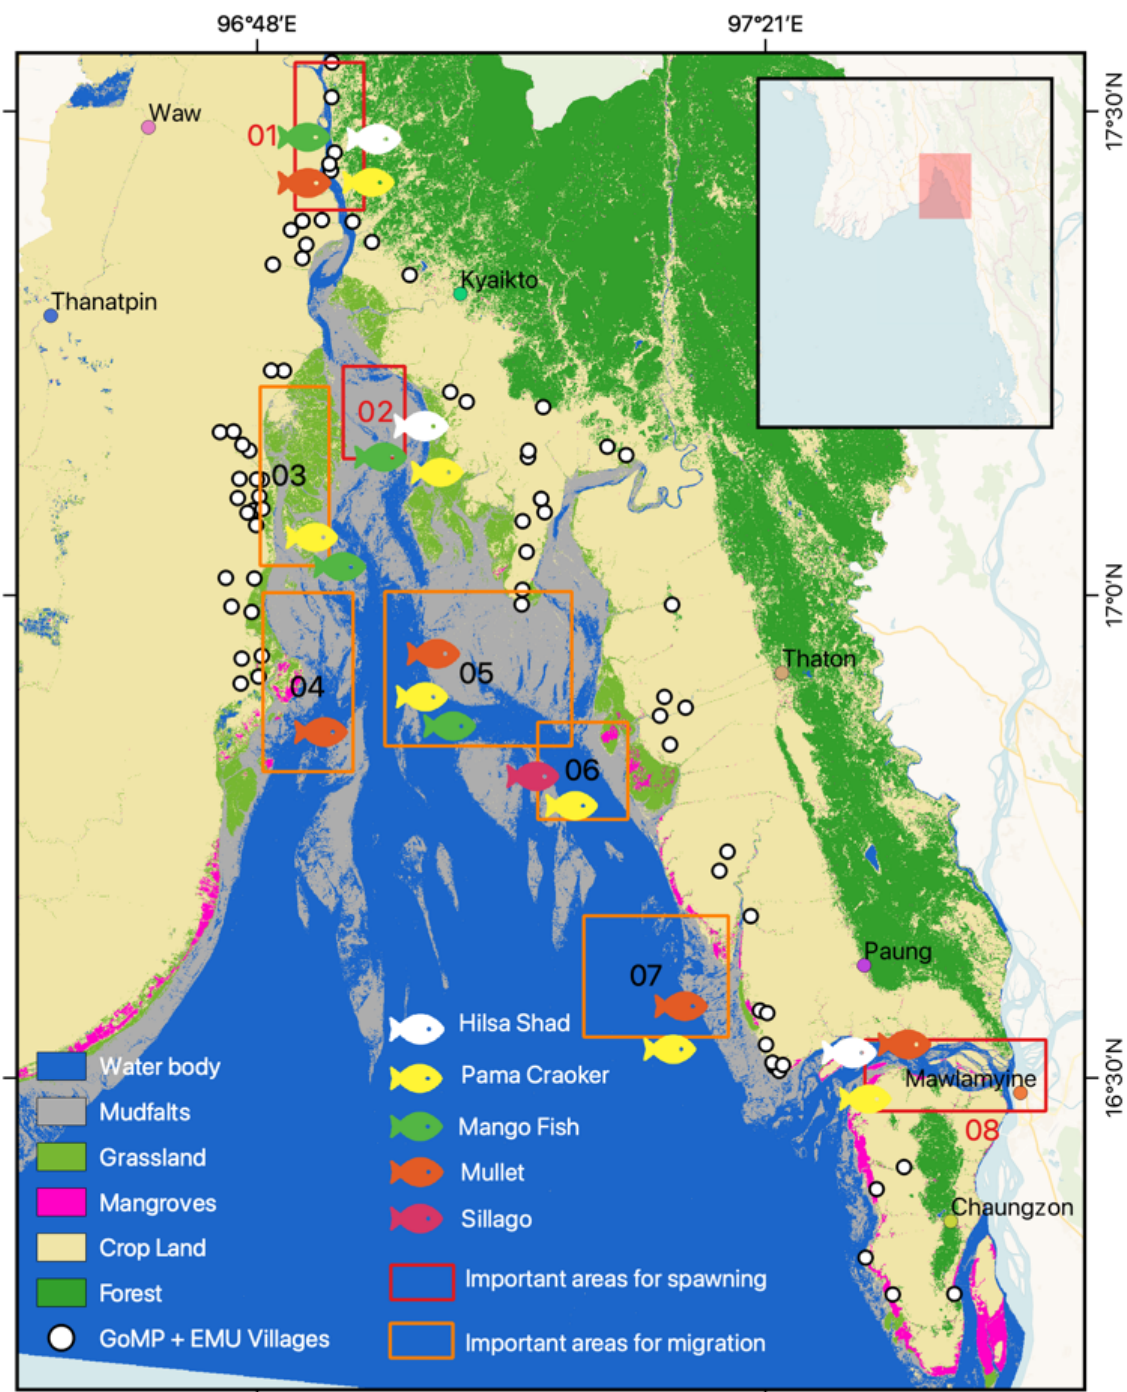 96°48'E
97°21'E
17°30'N
17°0'N
16°30'N
Waw
01
Kyaikto
Thanatpin
02
03
Thaton
05
04
06
Paung
07
Mawlamyine
08
Chaungzon
Water body
Mudfalts
Grassland
Mangroves
Crop Land
Forest
GoMP + EMU Villages
Hilsa Shad
Pama Craoker
Mango Fish
Mullet
Sillago
Important areas for spawning
Important areas for migration